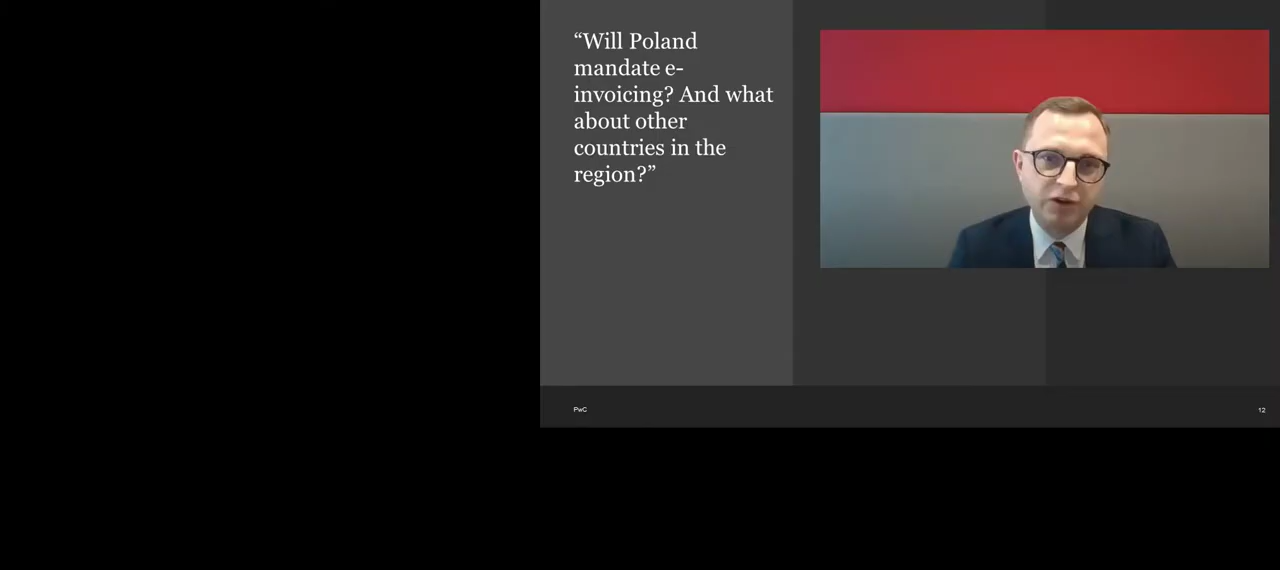 “Will Poland
mandate e-
invoicing? And what
about other
countries in the
region?”
PwC
12